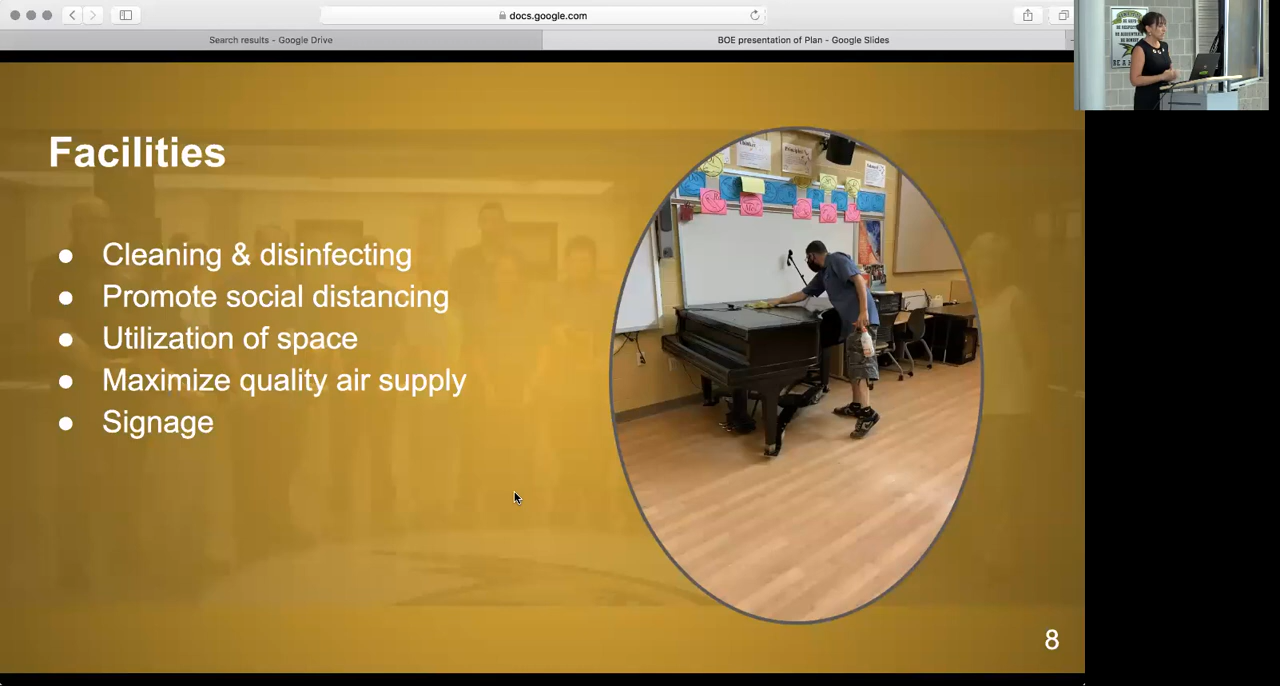 docs.google.com
Search results - Google Drive
BOE presentation of Plan - Google Slides
Facilities
● Cleaning & disinfecting
● Promote social distancing
● Utilization of space
● Maximize quality air supply
● Signage
8